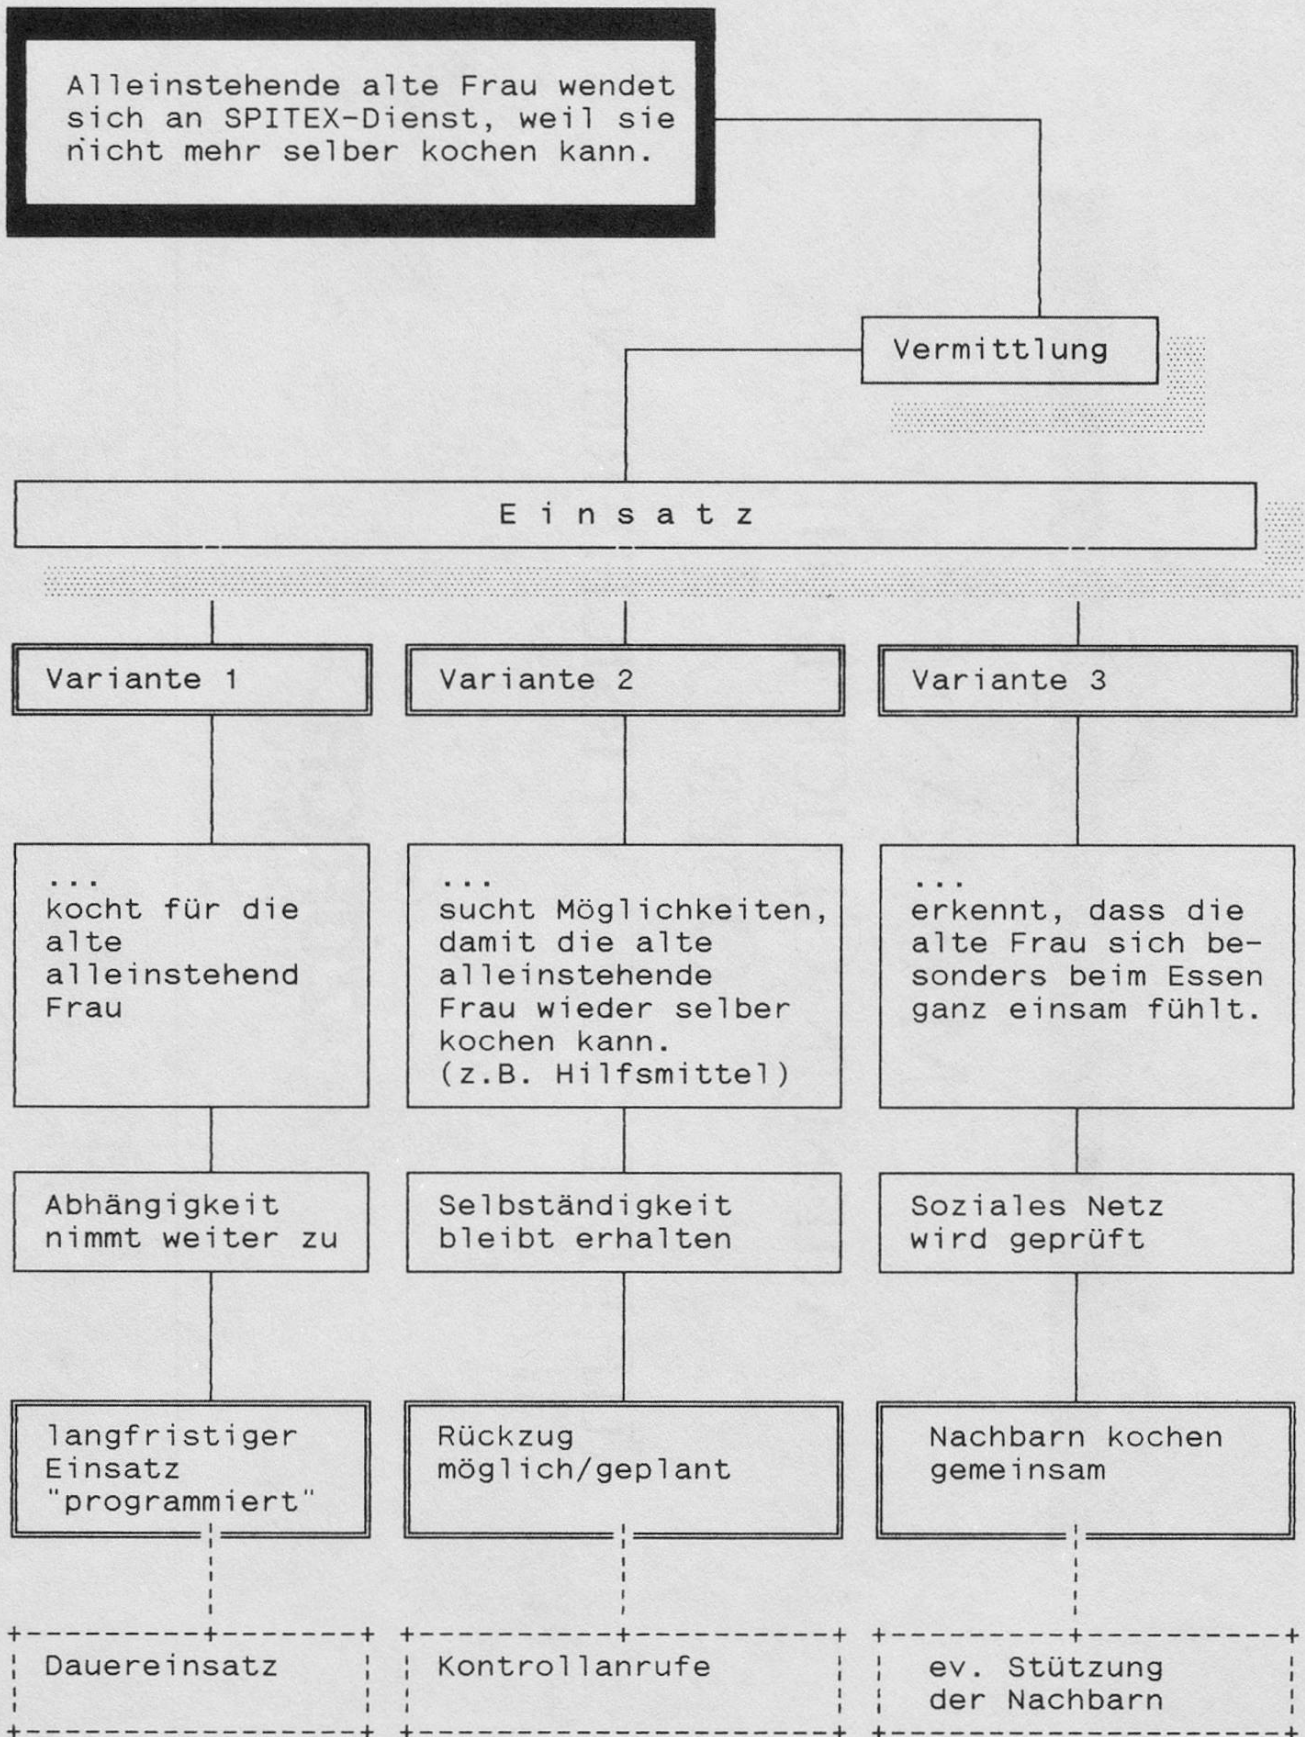 Alleinstehende alte Frau wendet
sich an SPITEX-Dienst, weil sie
nicht mehr selber kochen kann.
Vermittlung
E i n s a t z
Variante 1
Variante 2
Variante 3
...
kocht für die
alte
alleinstehend
Frau
...
sucht Möglichkeiten,
damit die alte
alleinstehende
Frau wieder selber
kochen kann.
(z.B. Hilfsmittel)
...
erkennt, dass die
alte Frau sich be-
sonders beim Essen
ganz einsam fühlt.
Abhängigkeit
nimmt weiter zu
Selbständigkeit
bleibt erhalten
Soziales Netz
wird geprüft
langfristiger
Einsatz
"programmiert"
Rückzug
möglich/geplant
Nachbarn kochen
gemeinsam
Dauereinsatz
Kontrollanrufe
ev. Stützung
der Nachbarn